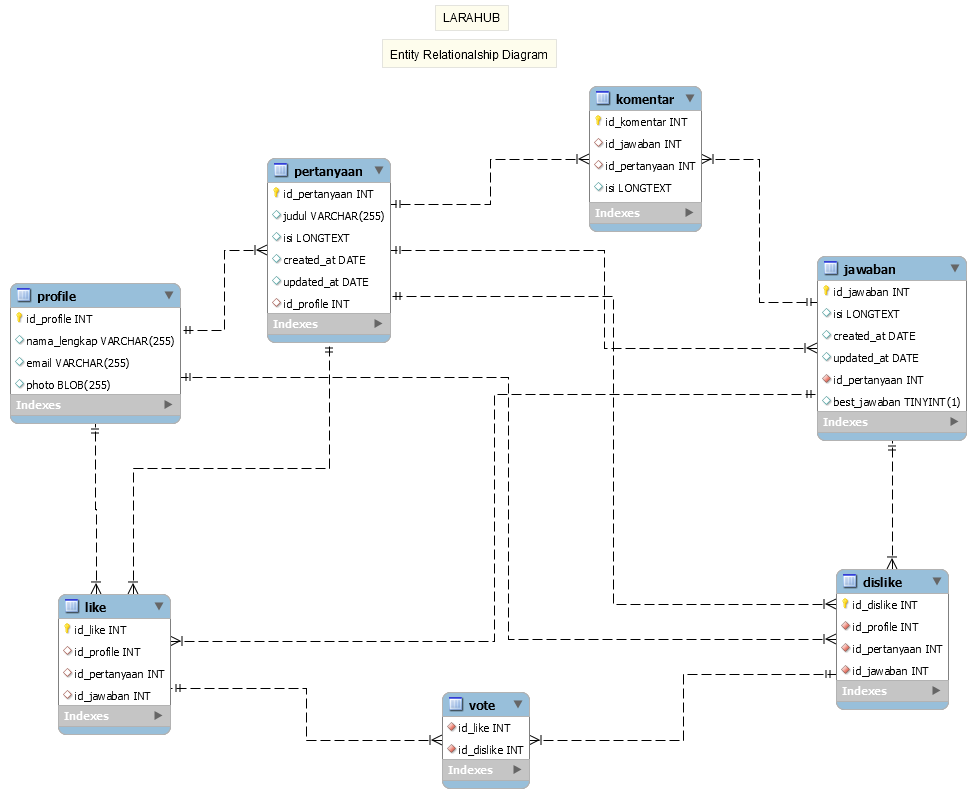 LARAHUB
Entity Relationalship Diagram
komentar
id_komentar INT
id_jawaban INT
id_pertanyaan INT
isi LONGTEXT
Indexes
pertanyaan
id_pertanyaan INT
judul VARCHAR(255)
isi LONGTEXT
created_at DATE
updated_at DATE
id_profile INT
Indexes
jawaban
id_jawaban INT
isi LONGTEXT
created_at DATE
updated_at DATE
id_pertanyaan INT
best_jawaban TINYINT(1)
Indexes
profile
id_profile INT
nama_lengkap VARCHAR(255)
email VARCHAR(255)
photo BLOB(255)
Indexes
like
id_like INT
id_profile INT
id_pertanyaan INT
id_jawaban INT
Indexes
dislike
id_dislike INT
id_profile INT
id_pertanyaan INT
id_jawaban INT
Indexes
vote
id_like INT
id_dislike INT
Indexes